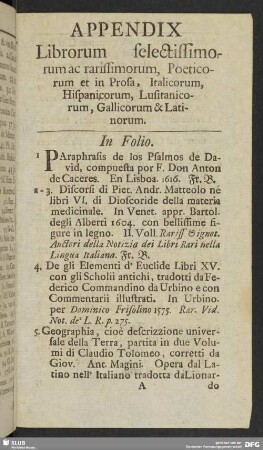 APPENDIX
Librorum selectissimo-
rum ac rarissimorum, Poetico-
rum et in Prosa, Italicorum,
Hispanicorum, Lusitanico-
rum, Gallicorum & Lati-
norum.
In Folio.
1 PAraphrasis de los Psalmos de Da-
vid, compuesta por F. Don Anton
de Caceres. En Lisboa. 1616. Fr. B.
2-3. Discorsi di Piet. Andr. Matteolo né
libri VI. di Dioscoride della materia
medicinale. In Venet. appr. Bartol.
degli Alberti 1604. con bellissime fi-
gure in legno. II. Voll. Rariss & ignot.
Auctori della Notizia dei Libri Rari nella
Lingua Italiana. Fr. B.
4. De gli Elementi d' Euclide Libri XV.
con gli Scholii antichi, tradotti da Fe-
derico Commandino da Urbino e con
Commentarii illustrati. In Urbino.
per Dominico Frisolino 1575. Rar. Vid.
Not. de' L. R. p. 275.
5. Geographia, cioé descrizzione univer-
sale della Terra, partita in due Volu-
mi di Claudio Tolomeo, corretti da
Giov. Ant. Magini. Opera dal La-
tino nell' Italiano tradotta da Lionar-
A do
SLUB
DFG